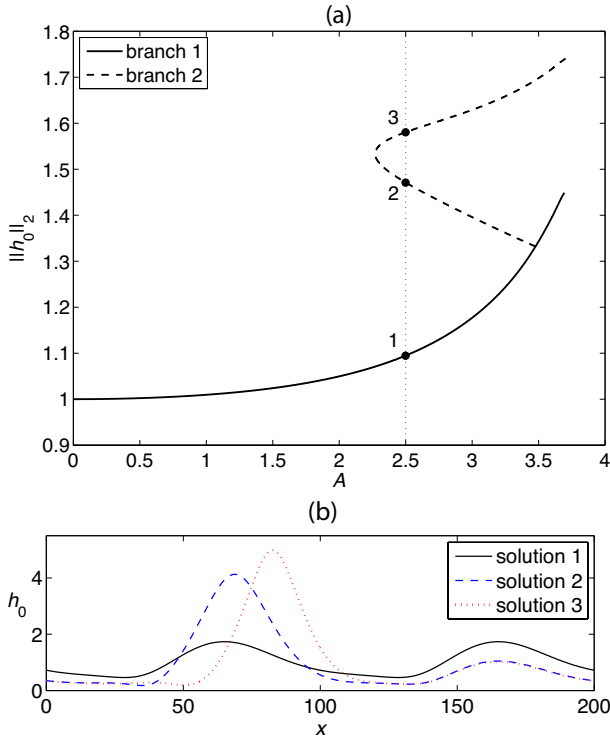 (a)
1.8
1.7
1.6
1.5
1.4
1.3
1.2
1.1
1
0.9
||h₀||₂
branch 1
branch 2
3
2
1
0
0.5
1
1.5
2
2.5
3
3.5
4
A
(b)
4
2
0
h₀
solution 1
solution 2
solution 3
0
50
100
150
200
x